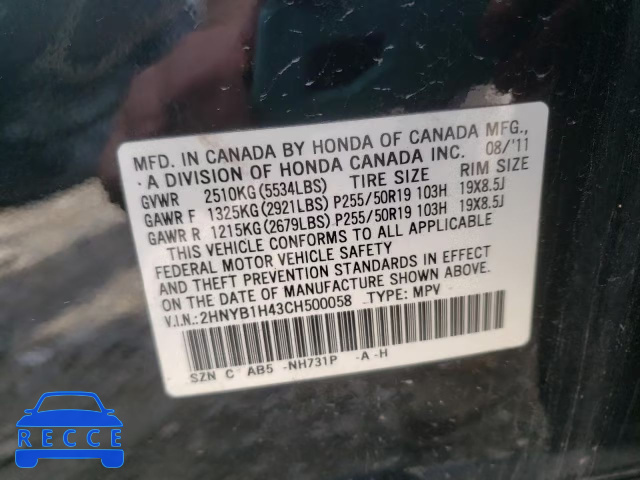 MFD. IN CANADA BY HONDA OF CANADA MFG.,
A DIVISION OF HONDA CANADA INC. 08/'11
GVWR 2510KG(5534LBS) TIRE SIZE RIM SIZE
GAWR F 1325KG(2921LBS) P255/50R19 103H 19X8.5J
GAWR R 1215KG(2679LBS) P255/50R19 103H 19X8.5J
THIS VEHICLE CONFORMS TO ALL APPLICABLE
FEDERAL MOTOR VEHICLE SAFETY
AND THEFT PREVENTION STANDARDS IN EFFECT
ON THE DATE OF MANUFACTURE SHOWN ABOVE.
V.I.N.:2HNYB1H43CH500058 TYPE: MPV
SZN C AB5 -NH731P -A -H
RECCE